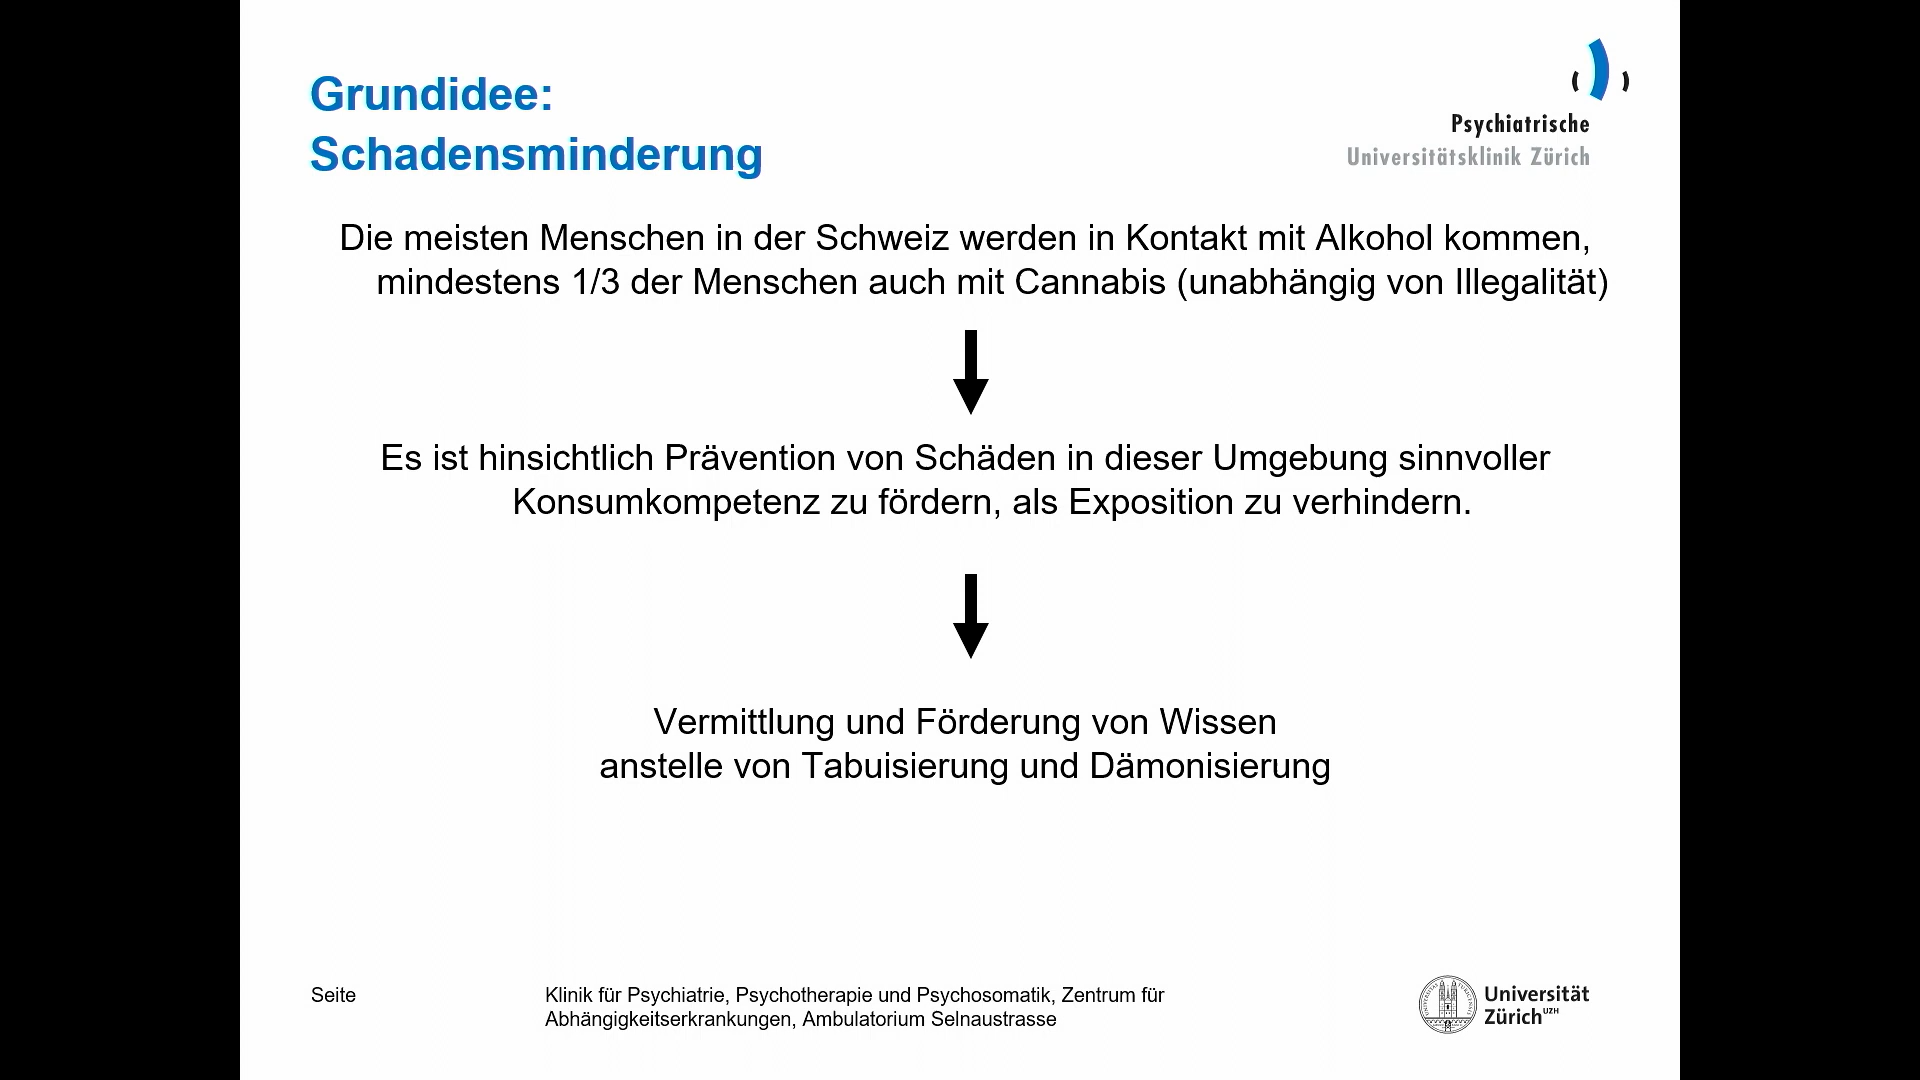 Grundidee:
Schadensminderung
Psychiatrische
Universitätsklinik Zürich
Die meisten Menschen in der Schweiz werden in Kontakt mit Alkohol kommen,
mindestens 1/3 der Menschen auch mit Cannabis (unabhängig von Illegalität)
Es ist hinsichtlich Prävention von Schäden in dieser Umgebung sinnvoller
Konsumkompetenz zu fördern, als Exposition zu verhindern.
Vermittlung und Förderung von Wissen
anstelle von Tabuisierung und Dämonisierung
Seite
Klinik für Psychiatrie, Psychotherapie und Psychosomatik, Zentrum für
Abhängigkeitserkrankungen, Ambulatorium Selnaustrasse
Universität
Zürich UZH